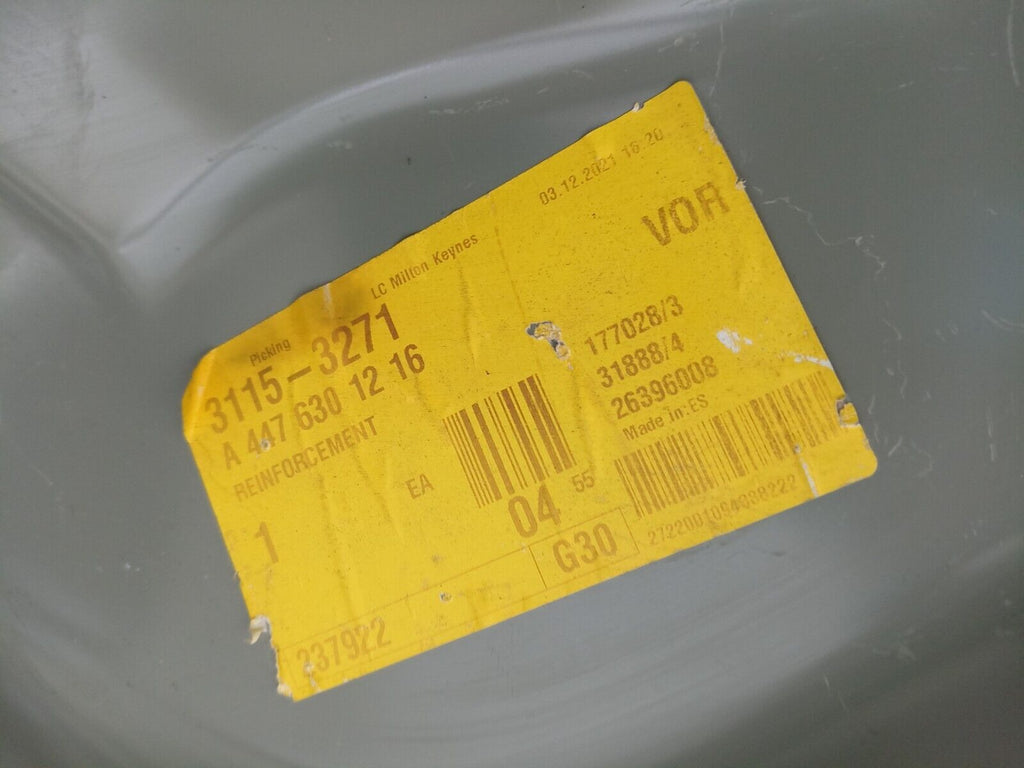 Picking
LC Milton Keynes
03.12.2021 16.20
3115-3271
VOR
A 447 630 12 16
REINFORCEMENT
177028/3
31888/4
26396008
Made in:ES
1
EA
04
55
G30
237922